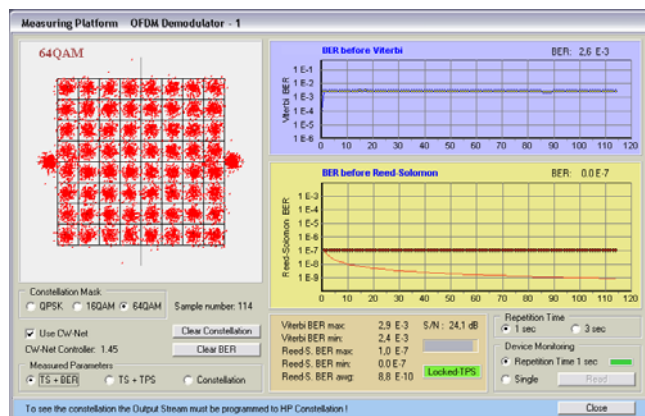 Measuring Platform OFDM Demodulator - 1
64QAM
BER before Viterbi BER: 2,6 E-3
Viterbi BER
1 E-1
1 E-2
1 E-3
1 E-4
1 E-5
1 E-6
0 10 20 30 40 50 60 70 80 90 100 110 120
BER before Reed-Solomon BER: 0.0 E-7
Reed-Solomon BER
1 E-3
1 E-4
1 E-5
1 E-6
1 E-7
1 E-8
1 E-9
0 10 20 30 40 50 60 70 80 90 100 110 120
Constellation Mask
QPSK 16QAM 64QAM Sample number: 114
Use CW-Net Clear Constellation
CW-Net Controller: 1.45 Clear BER
Measured Parameters
TS + BER TS + TPS Constellation
Viterbi BER max: 2,9 E-3 S/N : 24,1 dB
Viterbi BER min: 2,4 E-3
Reed-S. BER max: 1,0 E-7
Reed-S. BER min: 0.0 E-7
Reed-S. BER awg: 8,8 E-10 Locked-TPS
Repetition Time
1 sec 3 sec
Device Monitoring
Repetition Time 1 sec
Single Read
To see the constellation the Output Stream must be programmed to HP Constellation ! Close